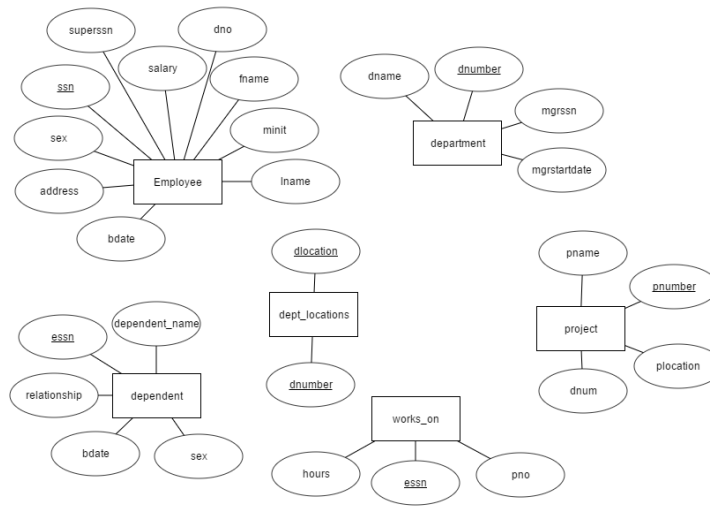 superssn
dno
salary
fname
ssn
minit
sex
Employee
lname
address
bdate
dname
dnumber
mgrssn
department
mgrstartdate
dlocation
dept_locations
dnumber
pname
pnumber
project
plocation
dnum
dependent_name
essn
relationship
dependent
bdate
sex
works_on
hours
essn
pno